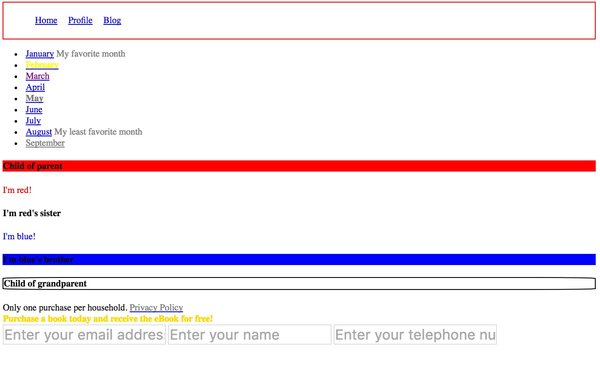 Home Profile Blog
January My favorite month
February
March
April
May
June
July
August My least favorite month
September
Child of parent
I'm red!
I'm red's sister
I'm blue!
I'm blue's brother
Child of grandparent
Only one purchase per household. Privacy Policy
Purchase a book today and receive the eBook for free!
Enter your email address Enter your name Enter your telephone nu